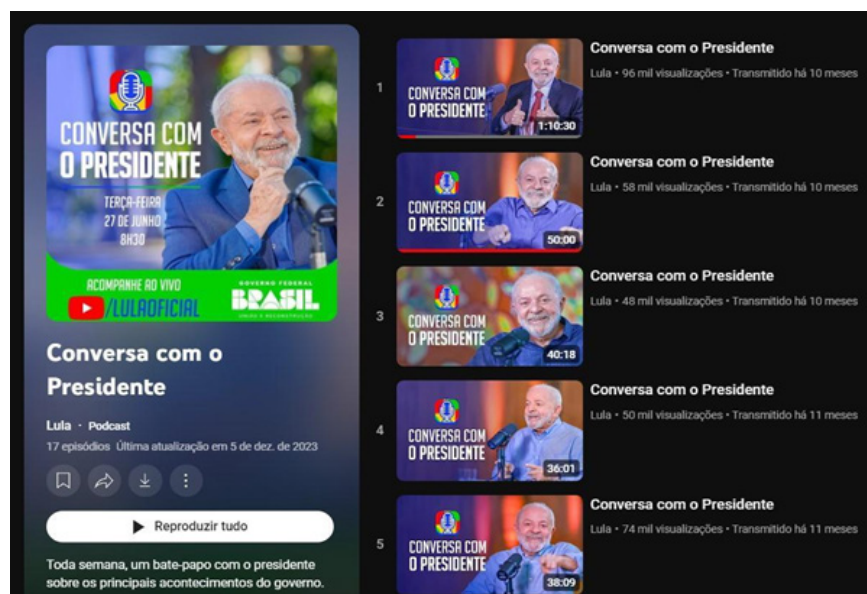 CONVERSA COM
O PRESIDENTE
TERÇA-FEIRA
27 DE JUNHO
8H30
ACOMPANHE AO VIVO
/LULAOFICIAL
GOVERNO FEDERAL
BRASIL
UNIÃO E RECONSTRUÇÃO
Conversa com o
Presidente
Lula · Podcast
17 episódios Última atualização em 5 de dez. de 2023
Reproduzir tudo
Toda semana, um bate-papo com o presidente
sobre os principais acontecimentos do governo.
1
CONVERSA COM
O PRESIDENTE
1:10:30
Conversa com o Presidente
Lula • 96 mil visualizações • Transmitido há 10 meses
2
CONVERSA COM
O PRESIDENTE
50:00
Conversa com o Presidente
Lula • 58 mil visualizações • Transmitido há 10 meses
3
CONVERSA COM
O PRESIDENTE
40:18
Conversa com o Presidente
Lula • 48 mil visualizações • Transmitido há 10 meses
4
CONVERSA COM
O PRESIDENTE
36:01
Conversa com o Presidente
Lula • 50 mil visualizações • Transmitido há 11 meses
5
CONVERSA COM
O PRESIDENTE
38:09
Conversa com o Presidente
Lula • 74 mil visualizações • Transmitido há 11 meses